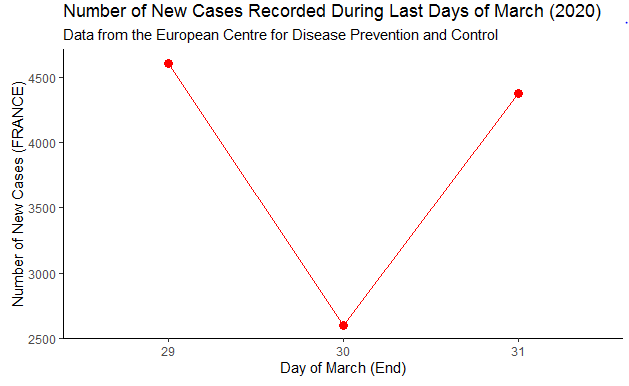 Number of New Cases Recorded During Last Days of March (2020)
Data from the European Centre for Disease Prevention and Control
Number of New Cases (FRANCE)
4500
4000
3500
3000
2500
29 30 31
Day of March (End)